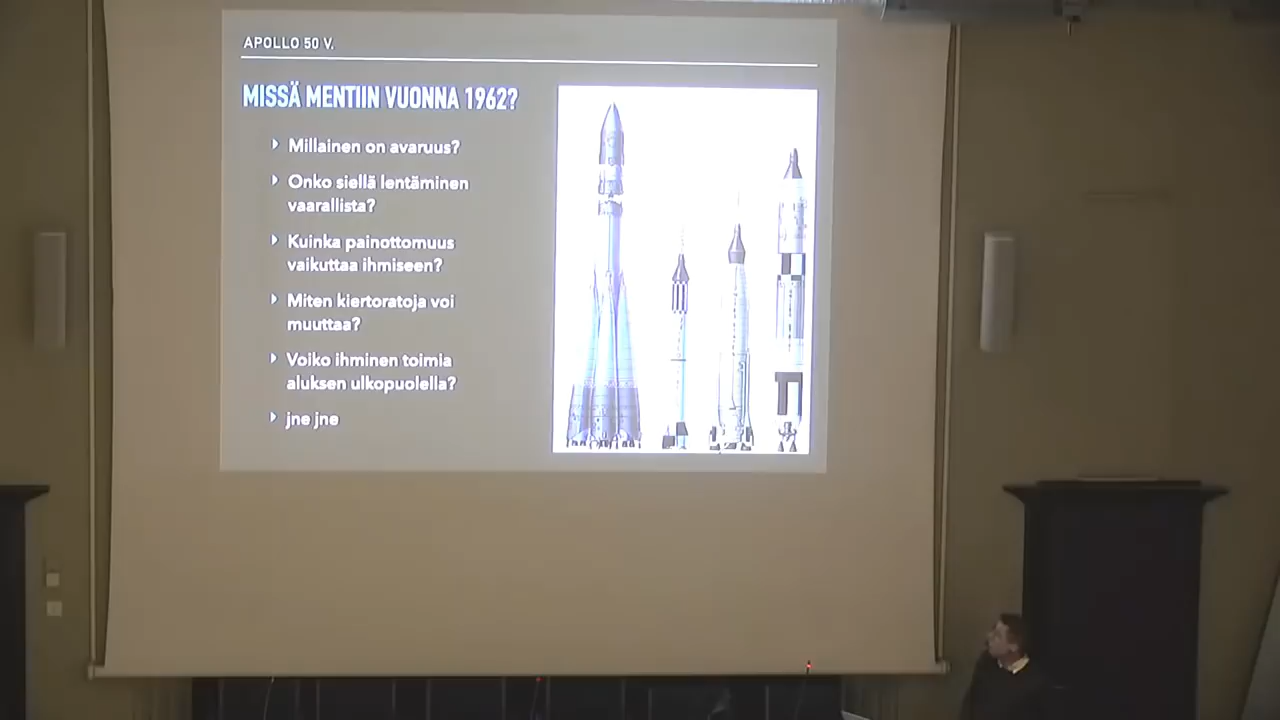 APOLLO 50 V.
MISSÄ MENTIIN VUONNA 1962?
Millainen on avaruus?
Onko siellä lentäminen
vaarallista?
Kuinka painottomuus
vaikuttaa ihmiseen?
Miten kiertoratoja voi
muuttaa?
Voiko ihminen toimia
aluksen ulkopuolella?
jne jne